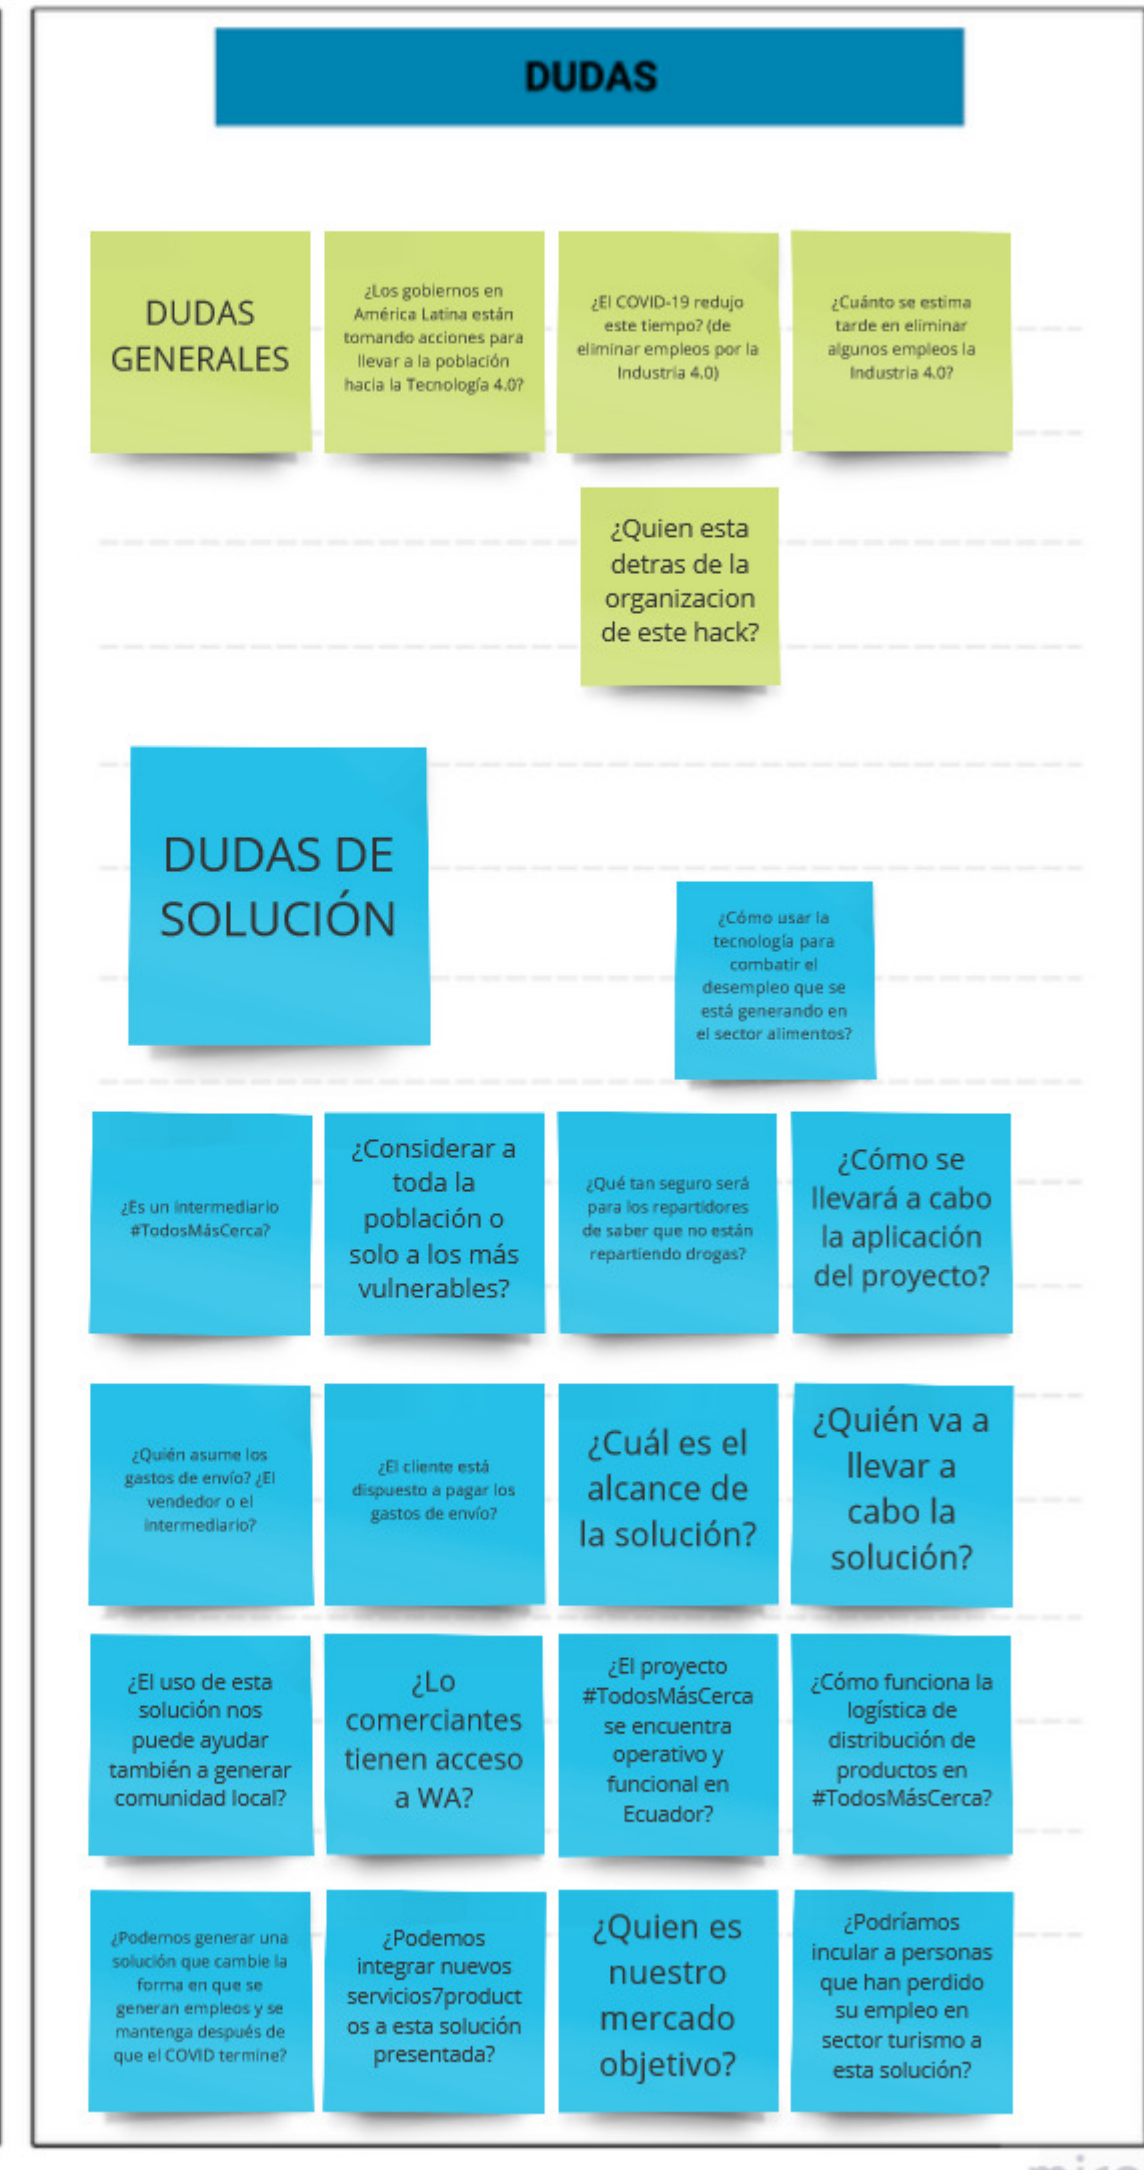 DUDAS
DUDAS
GENERALES
¿Los gobiernos en
América Latina están
tomando acciones para
llevar a la población
hacia la Tecnología 4.0?
¿El COVID-19 redujo
este tiempo? (de
eliminar empleos por la
Industria 4.0)
¿Cuánto se estima
tarde en eliminar
algunos empleos la
Industria 4.0?
¿Quien esta
detras de la
organizacion
de este hack?
DUDAS DE
SOLUCIÓN
¿Cómo usar la
tecnología para
combatir el
desempleo que se
está generando en
el sector alimentos?
¿Es un intermediario
#TodosMásCerca?
¿Considerar a
toda la
población o
solo a los más
vulnerables?
¿Qué tan seguro será
para los repartidores
de saber que no están
repartiendo drogas?
¿Cómo se
llevará a cabo
la aplicación
del proyecto?
¿Quién asume los
gastos de envío? ¿El
vendedor o el
intermediario?
¿El cliente está
dispuesto a pagar los
gastos de envío?
¿Cuál es el
alcance de
la solución?
¿Quién va a
llevar a
cabo la
solución?
¿El uso de esta
solución nos
puede ayudar
también a generar
comunidad local?
¿Lo
comerciantes
tienen acceso
a WA?
¿El proyecto
#TodosMásCerca
se encuentra
operativo y
funcional en
Ecuador?
¿Cómo funciona la
logística de
distribución de
productos en
#TodosMásCerca?
¿Podemos generar una
solución que cambie la
forma en que se
generan empleos y se
mantenga después de
que el COVID termine?
¿Podemos
integrar nuevos
servicios7product
os a esta solución
presentada?
¿Quien es
nuestro
mercado
objetivo?
¿Podríamos
incular a personas
que han perdido
su empleo en
sector turismo a
esta solución?